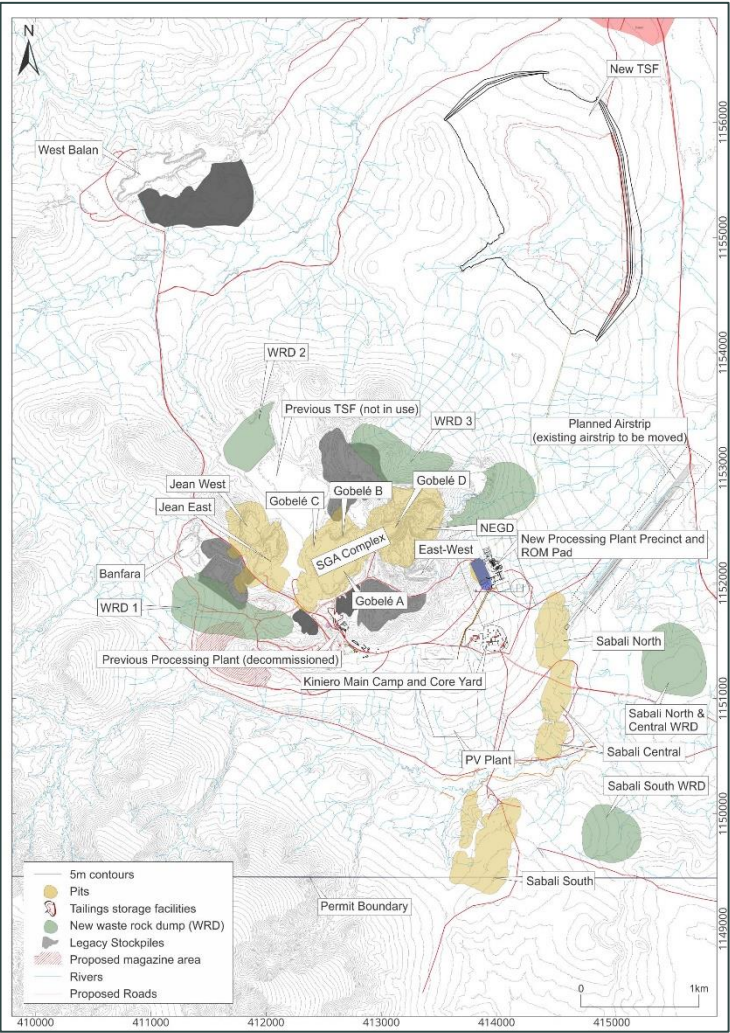 N
New TSF
1156000
West Balan
1155000
1154000
WRD 2
Previous TSF (not in use)
WRD 3
Planned Airstrip
(existing airstrip to be moved)
1153000
Jean West
Jean East
Gobelé C
Gobelé B
Gobelé D
SGA Complex
NEGD
East-West
New Processing Plant Precinct and
ROM Pad
Banfara
1152000
WRD 1
Gobelé A
Sabali North
Previous Processing Plant (decommissioned)
Kiniero Main Camp and Core Yard
1151000
Sabali North &
Central WRD
Sabali Central
PV Plant
Sabali South WRD
1150000
Sabali South
Permit Boundary
1149000
5m contours
Pits
Tailings storage facilities
New waste rock dump (WRD)
Legacy Stockpiles
Proposed magazine area
Rivers
Proposed Roads
0 1km
410000 411000 412000 413000 414000 415000